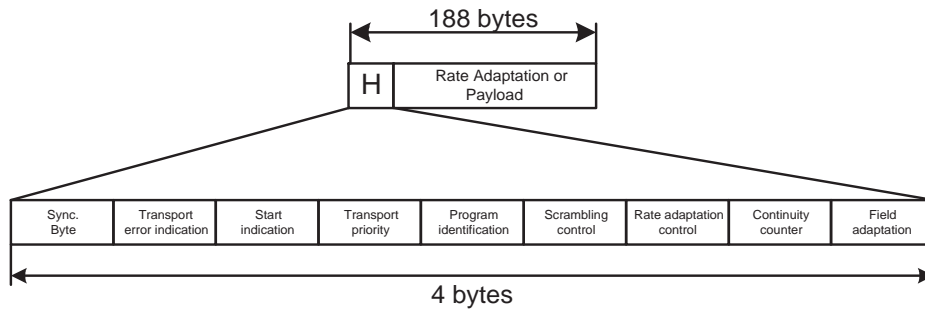 188 bytes
H
Rate Adaptation or
Payload
Sync.
Byte
Transport
error indication
Start
indication
Transport
priority
Program
identification
Scrambling
control
Rate adaptation
control
Continuity
counter
Field
adaptation
4 bytes